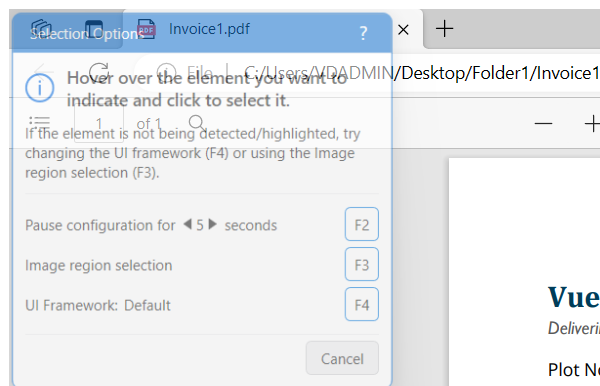 Selection Options
?
Invoice1.pdf
PDF
Hover over the element you want to
indicate and click to select it.
File
C:/Users/VDADMIN/Desktop/Folder1/Invoice1
1
of 1
If the element is not being detected/highlighted, try
changing the UI framework (F4) or using the Image
region selection (F3).
Pause configuration for 5 seconds
F2
Image region selection
F3
UI Framework: Default
F4
Cancel
Vue
Deliveri
Plot No